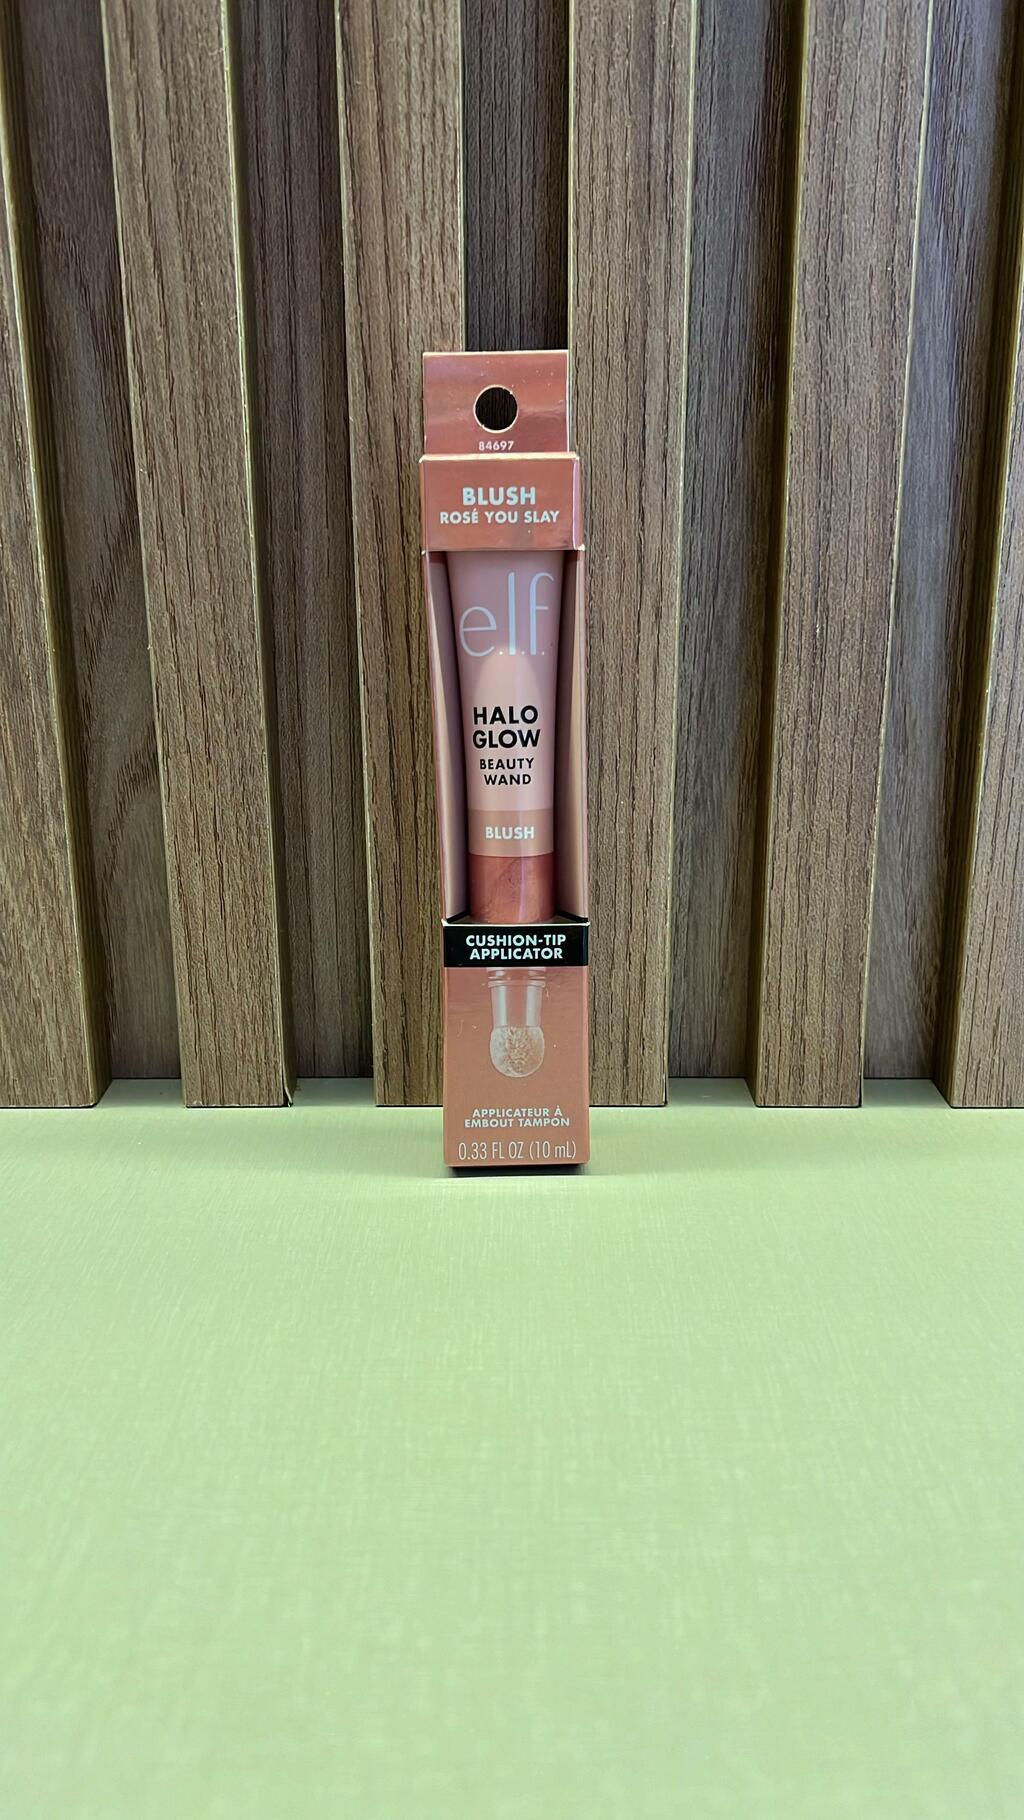 84697
BLUSH
ROSÉ YOU SLAY
e.l.f.
HALO
GLOW
BEAUTY
WAND
BLUSH
CUSHION-TIP
APPLICATOR
APPLICATEUR À
EMBOUT TAMPON
0.33 FL OZ (10 mL)